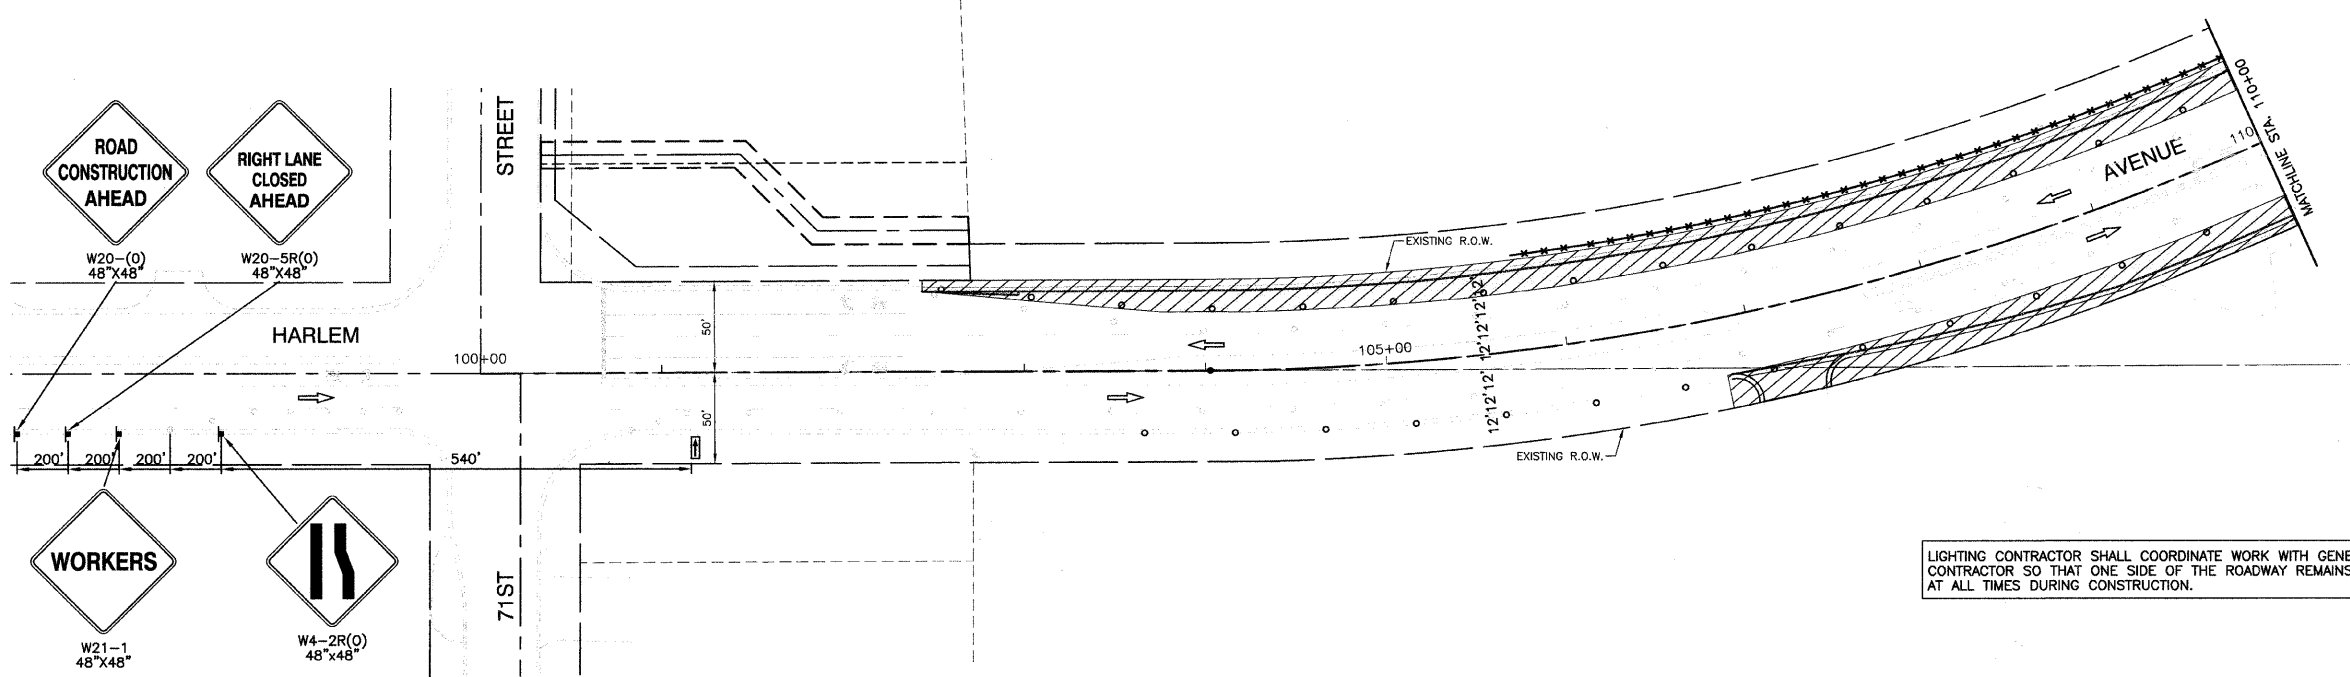 ROAD
CONSTRUCTION
AHEAD
W20-(O)
48"X48"
RIGHT LANE
CLOSED
AHEAD
W20-5R(O)
48"X48"
STREET
HARLEM
100+00
50'
50'
200'
200'
200'
200'
540'
WORKERS
W21-1
48"X48"
W4-2R(O)
48"x48"
71ST
EXISTING R.O.W.
105+00
12'12'12'12'
12'12'12'
EXISTING R.O.W.
AVENUE
110
MATCHLINE STA. 110+00
LIGHTING CONTRACTOR SHALL COORDINATE WORK WITH GENE
CONTRACTOR SO THAT ONE SIDE OF THE ROADWAY REMAINS
AT ALL TIMES DURING CONSTRUCTION.